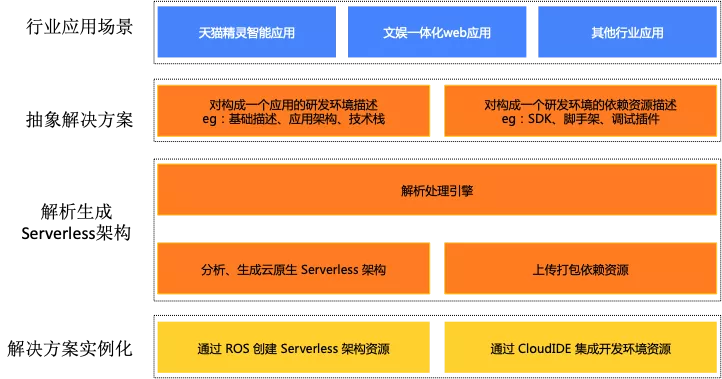 行业应用场景
天猫精灵智能应用
文娱一体化web应用
其他行业应用
抽象解决方案
对构成一个应用的研发环境描述
eg：基础描述、应用架构、技术栈
对构成一个研发环境的依赖资源描述
eg：SDK、脚手架、调试插件
解析生成
Serverless架构
解析处理引擎
分析、生成云原生 Serverless 架构
上传打包依赖资源
解决方案实例化
通过 ROS 创建 Serverless 架构资源
通过 CloudIDE 集成开发环境资源